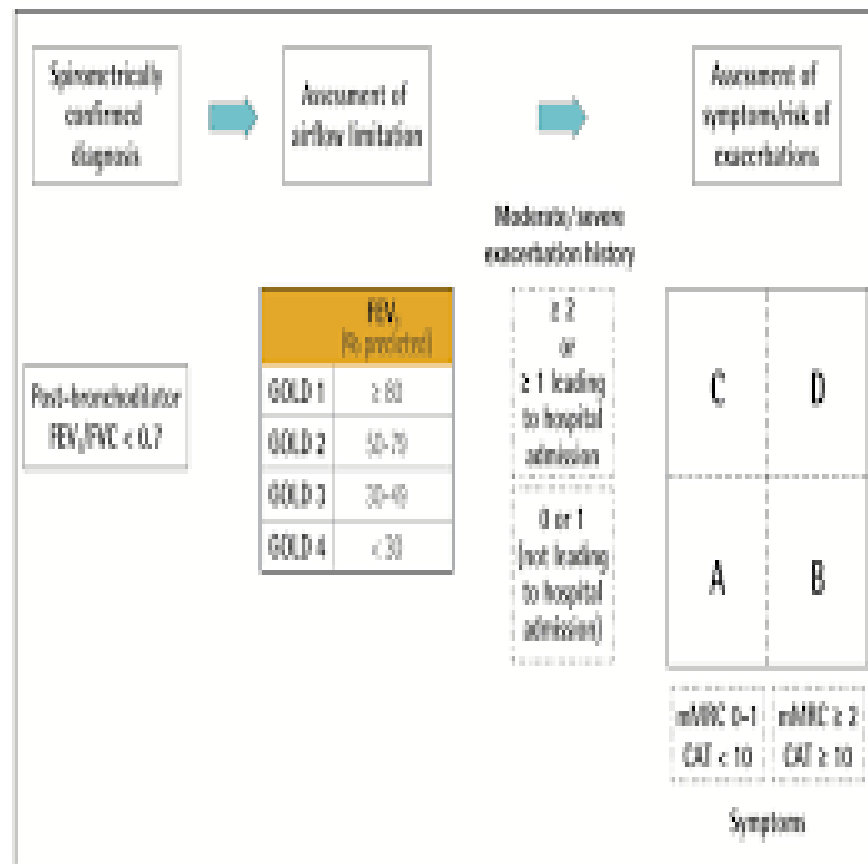 Spirometrically
confirmed
diagnosis
Assessment of
airflow limitation
Assessment of
symptoms/risk of
exacerbations
Moderate/severe
exacerbation history
Post-bronchodilator
FEV₁/FVC < 0.7
FEV₁
(% predicted)
GOLD 1 ≥ 80
GOLD 2 50-79
GOLD 3 30-49
GOLD 4 < 30
≥ 2
or
≥ 1 leading
to hospital
admission
0 or 1
(not leading
to hospital
admission)
C D
A B
mMRC 0-1 mMRC ≥ 2
CAT < 10 CAT ≥ 10
Symptoms